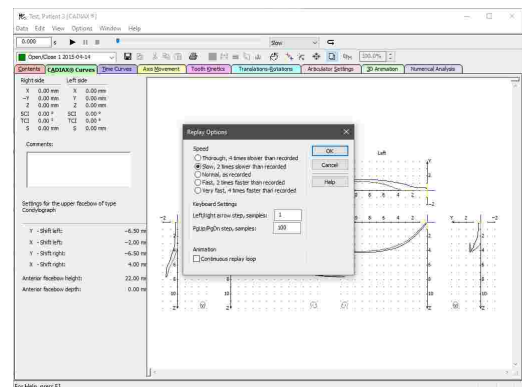 Test, Patient 3 (CADIAX ®)
Data Edit View Options Window Help
0.000 s Slow
Open/Close 1 2015-04-14 100.0%
Contents CADIAX® Curves Time Curves Axis Movement Tooth Kinetics Translations-Rotations Articulator Settings 3D Animation Numerical Analysis
Right side Left side
X 0.00 mm X 0.00 mm
-Y 0.00 mm Y 0.00 mm
Z 0.00 mm Z 0.00 mm
SCI 0.00 ° SCI 0.00 °
TCI 0.00 ° TCI 0.00 °
S 0.00 mm S 0.00 mm
Comments:
Settings for the upper facebow of type
Condylograph
Y - Shift left: -6.50 mm
X - Shift left: -2.00 m
Y - Shift right: -6.50 m
X - Shift right: 4.00 m
Anterior facebow height: 22.00 m
Anterior facebow depth: 0.00 m
Replay Options
Speed
Thorough, 4 times slower than recorded
Slow, 2 times slower than recorded
Normal, as recorded
Fast, 2 times faster than recorded
Very fast, 4 times faster than recorded
Keyboard Settings
Left/right arrow step, samples: 1
PgUp/PgDn step, samples: 100
Animation
Continuous replay loop
OK
Cancel
Help
Left
For Help, press F1